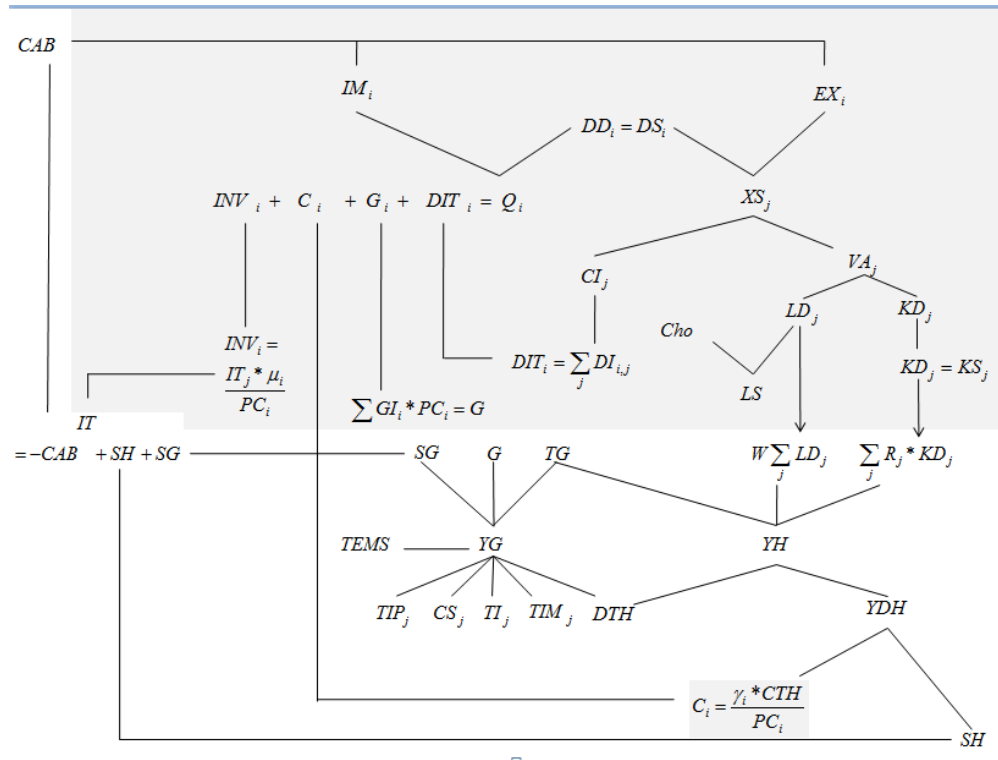 CAB
IM_i
EX_i
DD_i = DS_i
INV_i + C_i + G_i + DIT_i = Q_i
XS_j
CI_j
VA_j
LD_j
KD_j
Cho
INV_i =
IT_j * μ_i
PC_i
DIT_i = ∑_j DI_{i,j}
KD_j = KS_j
LS
∑ GI_i * PC_i = G
IT
= −CAB + SH + SG
SG
G
TG
W ∑_j LD_j
∑_j R_j * KD_j
TEMS
YG
YH
TIP_j
CS_j
TI_j
TIM_j
DTH
YDH
C_i = γ_i * CTH
PC_i
SH